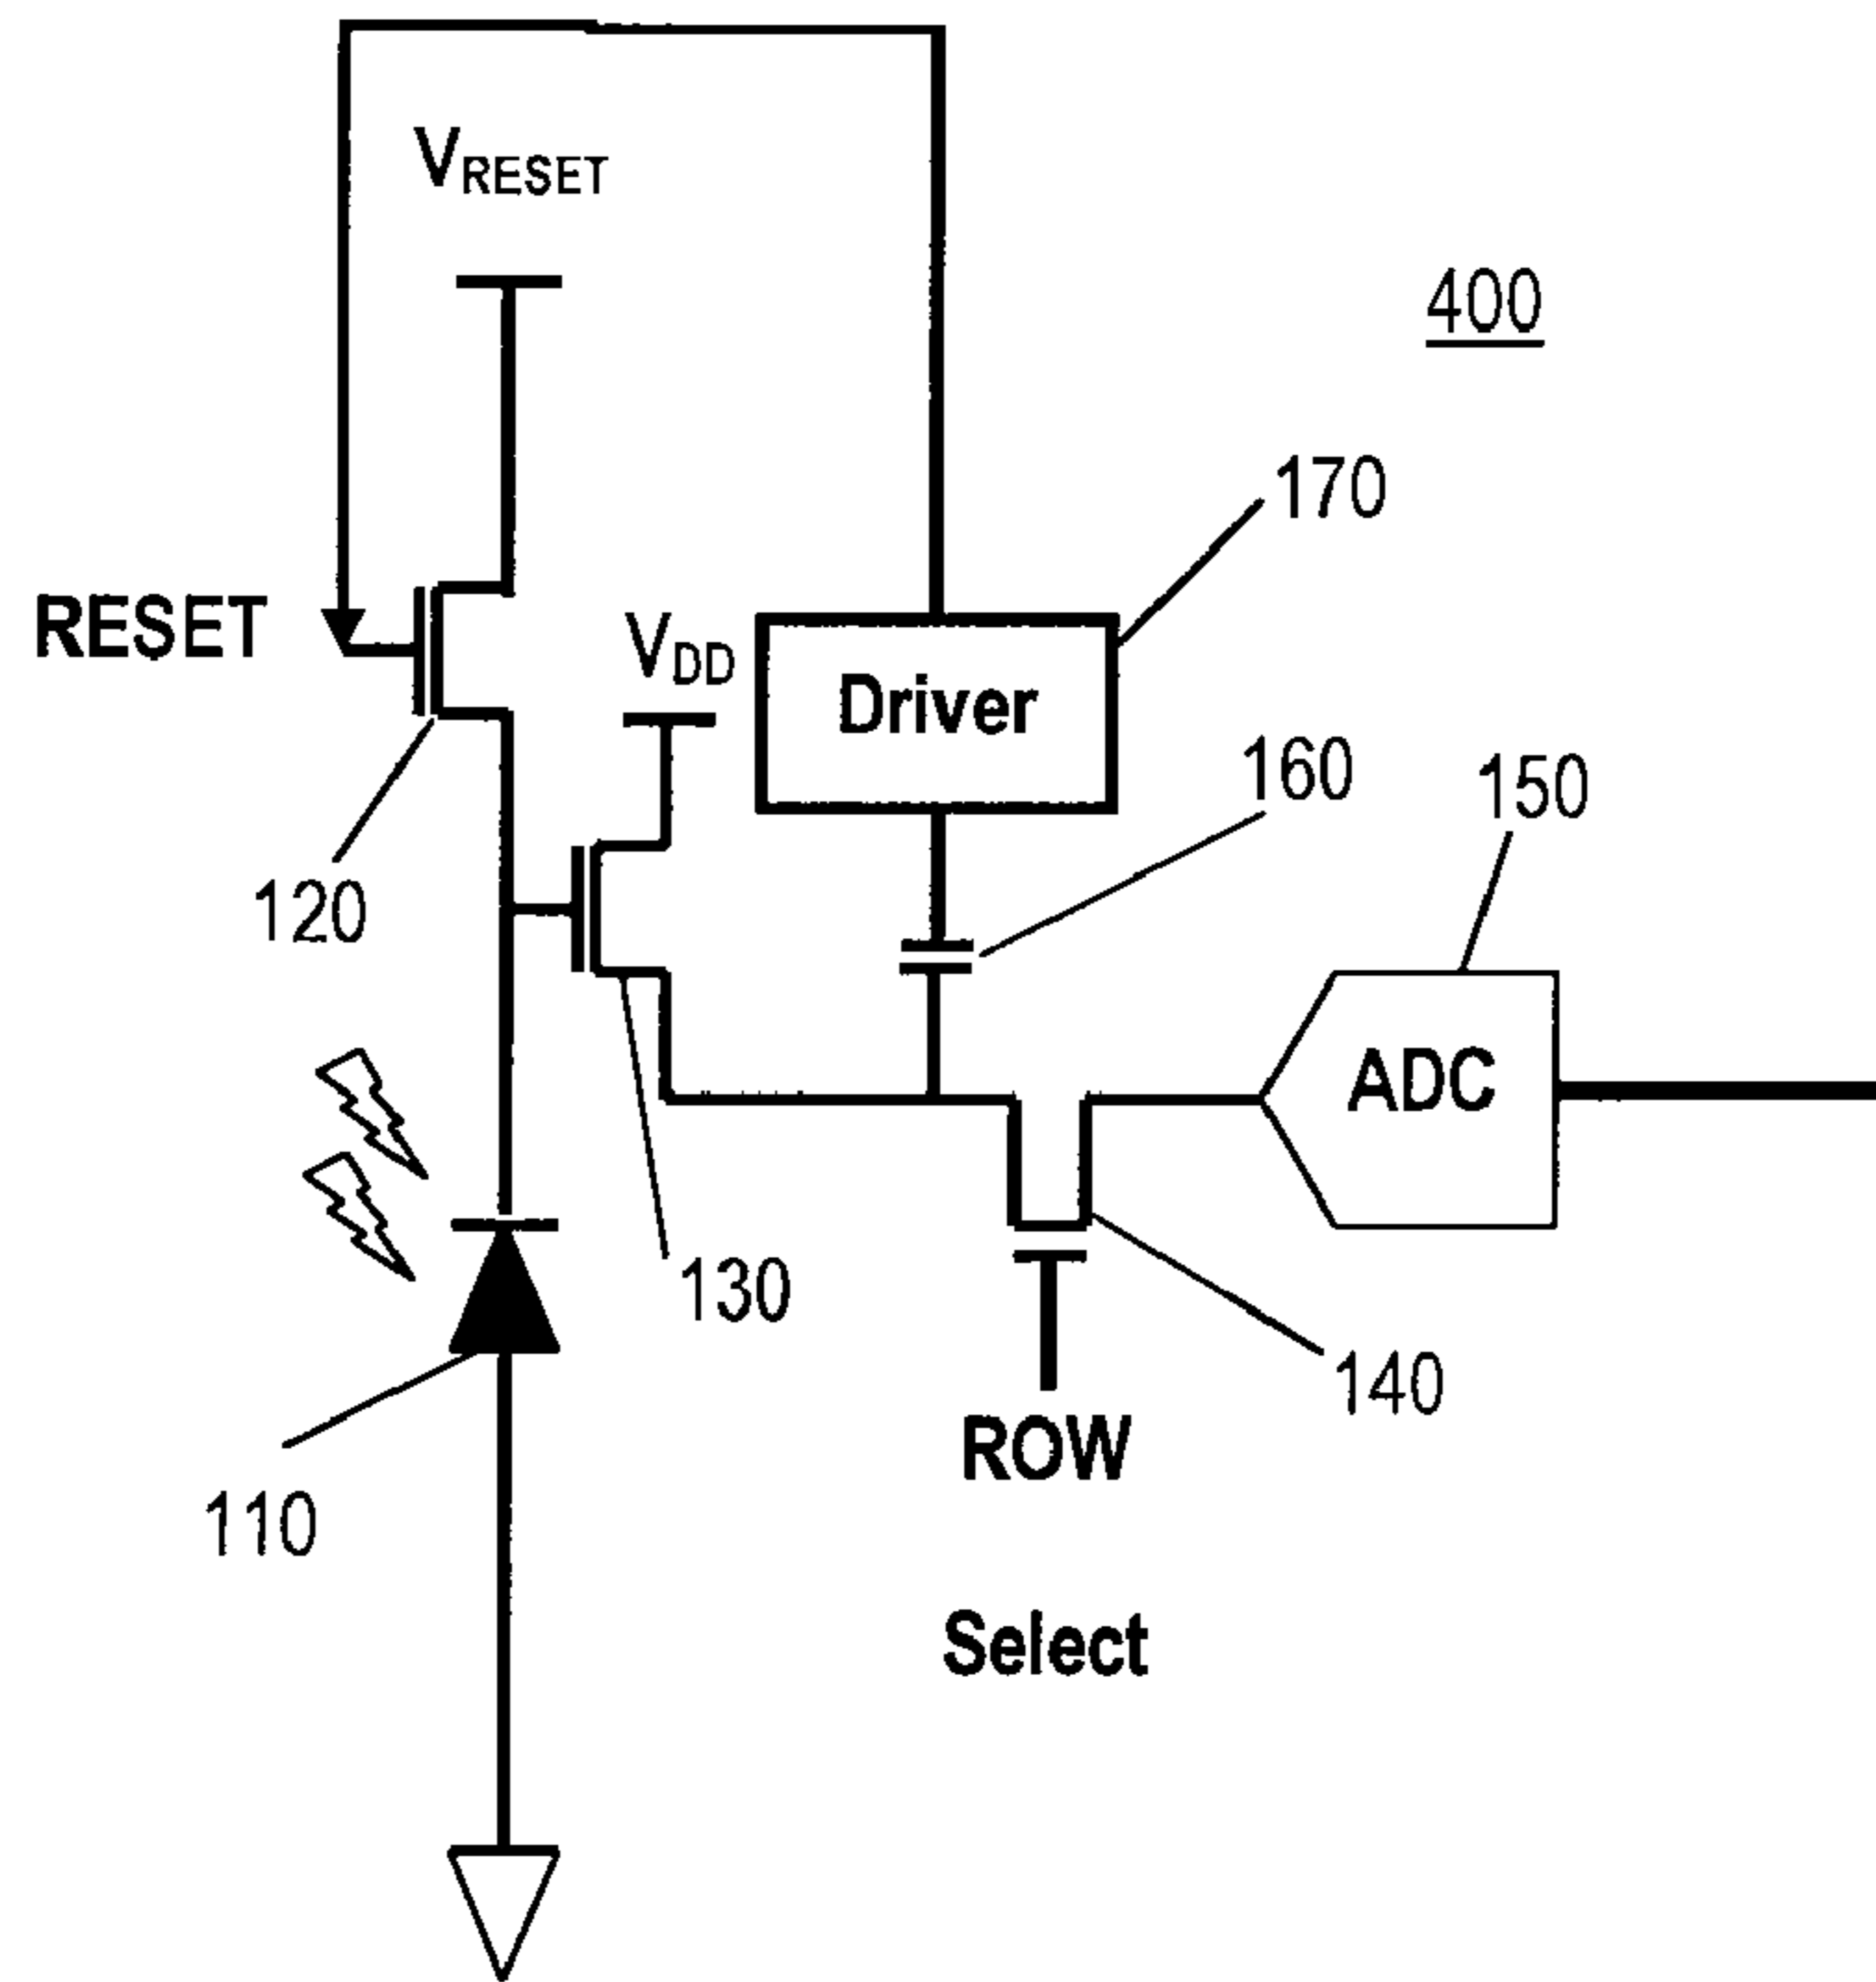 VRESET
400
170
RESET
VDD
Driver
160
150
120
ADC
130
140
ROW
110
Select